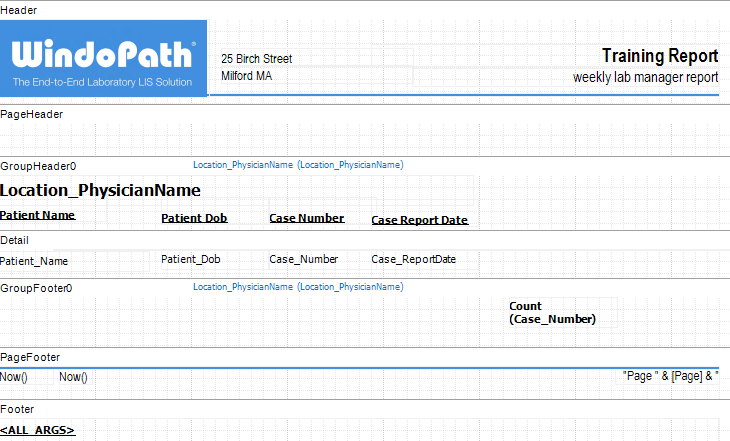 Header
WindoPath®
The End-to-End Laboratory LIS Solution
25 Birch Street
Milford MA
Training Report
weekly lab manager report
PageHeader
GroupHeader0 Location_PhysicianName (Location_PhysicianName)
Location_PhysicianName
Patient Name Patient Dob Case Number Case Report Date
Detail
Patient_Name Patient_Dob Case_Number Case_ReportDate
GroupFooter0 Location_PhysicianName (Location_PhysicianName)
Count
(Case_Number)
PageFooter
Now() Now() "Page " & [Page] & "
Footer
<ALL_ARGS>